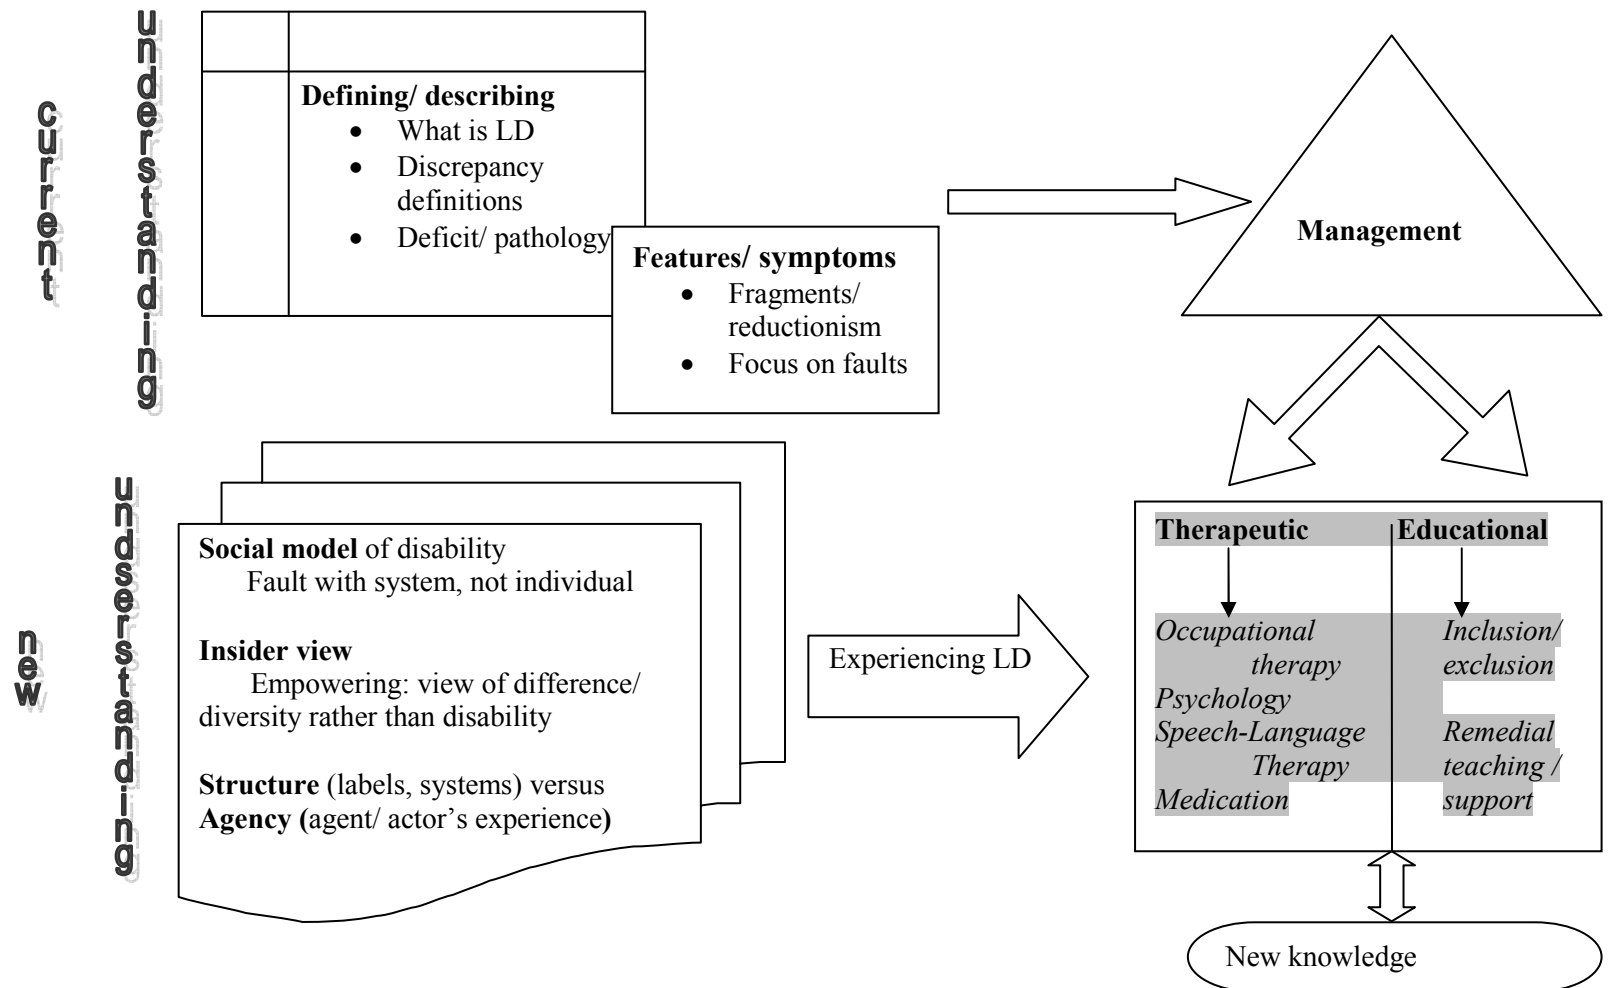 current
understanding
Defining/ describing
• What is LD
• Discrepancy
definitions
• Deficit/ pathology
Features/ symptoms
• Fragments/
reductionism
• Focus on faults
Management
new
undserstanding
Social model of disability
Fault with system, not individual
Insider view
Empowering: view of difference/
diversity rather than disability
Structure (labels, systems) versus
Agency (agent/ actor’s experience)
Experiencing LD
Therapeutic
Occupational
therapy
Psychology
Speech-Language
Therapy
Medication
Educational
Inclusion/
exclusion
Remedial
teaching /
support
New knowledge